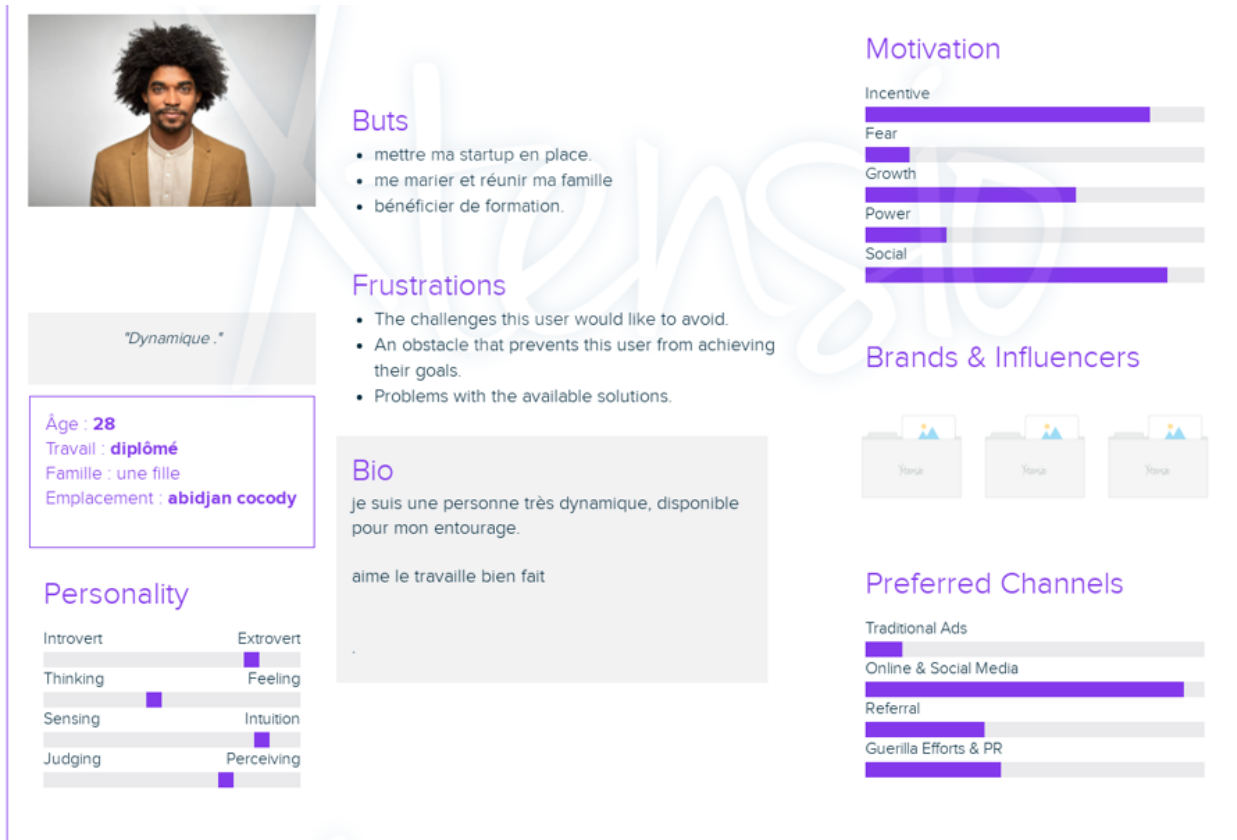 "Dynamique ."
Âge : 28
Travail : diplômé
Famille : une fille
Emplacement : abidjan cocody
Personality
Introvert Extrovert
Thinking Feeling
Sensing Intuition
Judging Perceiving
Buts
• mettre ma startup en place.
• me marier et réunir ma famille
• bénéficier de formation.
Frustrations
• The challenges this user would like to avoid.
• An obstacle that prevents this user from achieving
their goals.
• Problems with the available solutions.
Bio
je suis une personne très dynamique, disponible
pour mon entourage.
aime le travaille bien fait
.
Motivation
Incentive
Fear
Growth
Power
Social
Brands & Influencers
Preferred Channels
Traditional Ads
Online & Social Media
Referral
Guerilla Efforts & PR
Xtensio